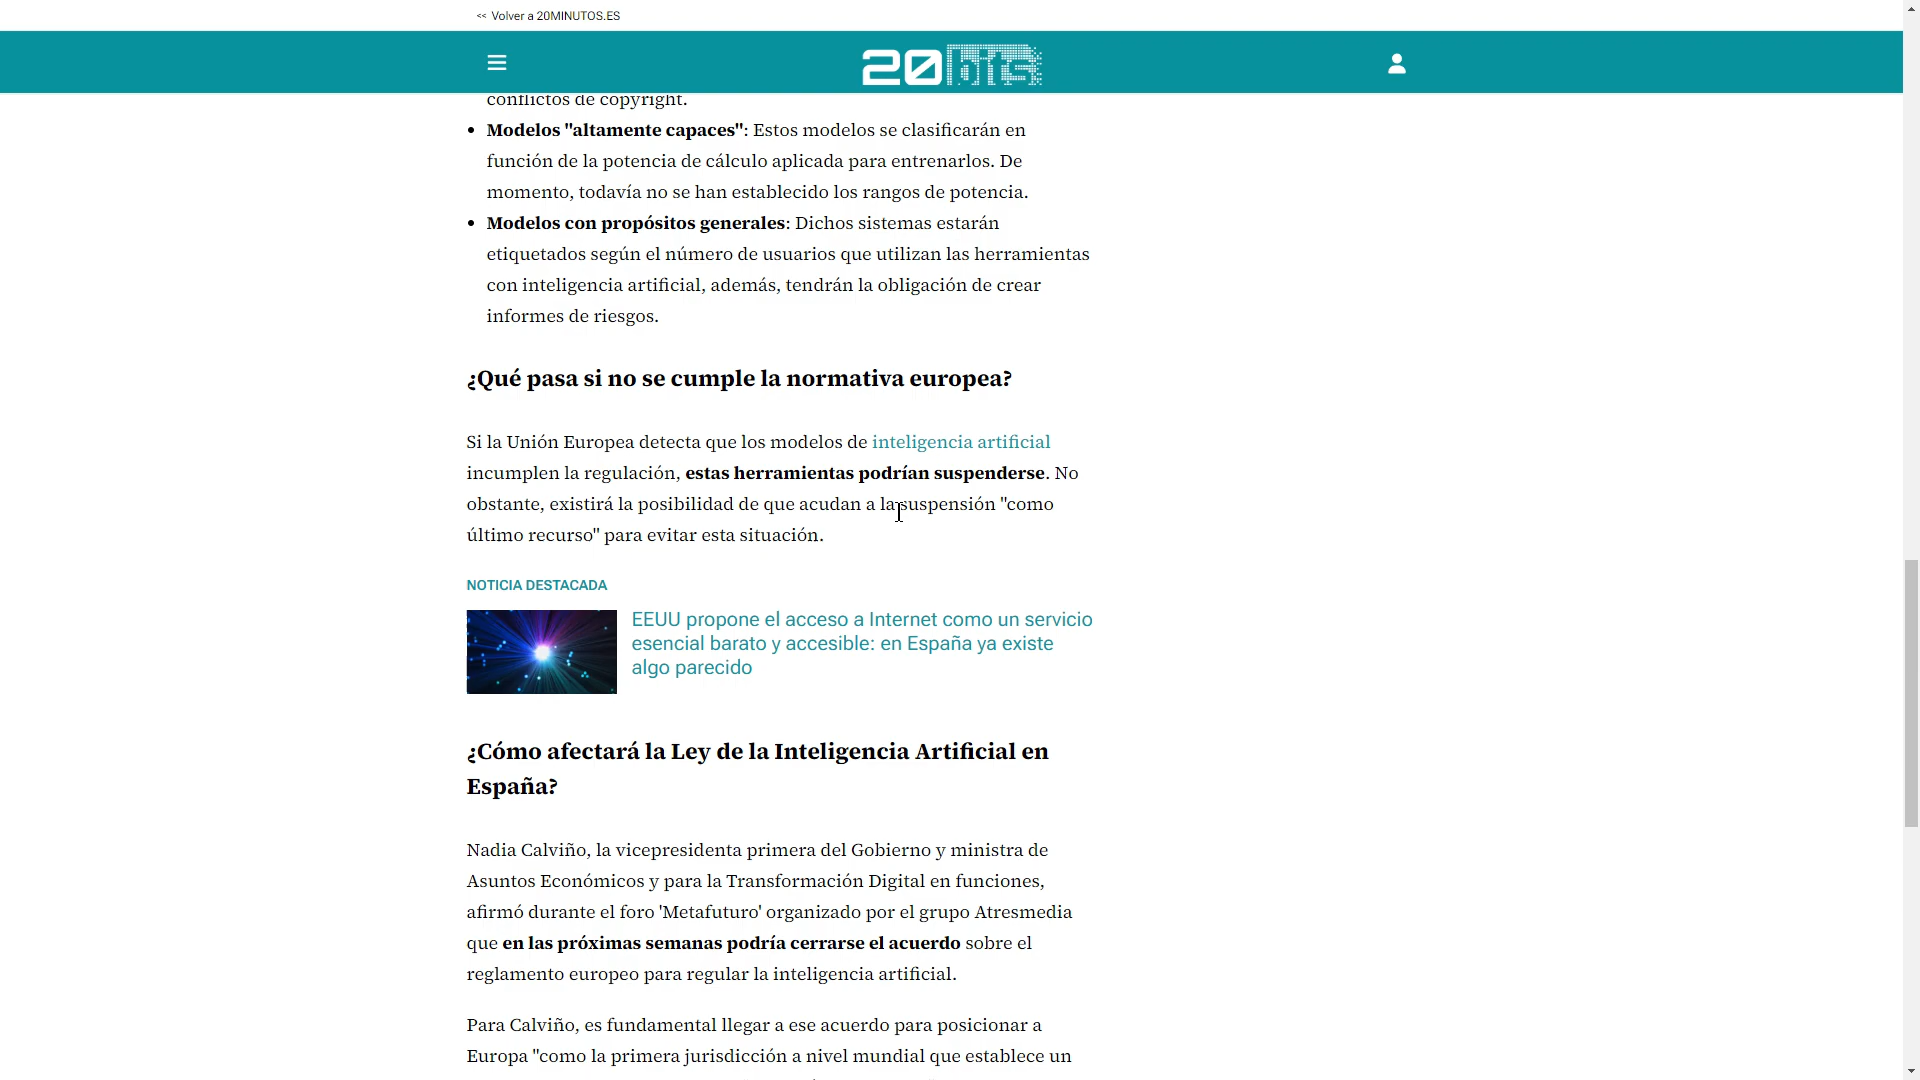 << Volver a 20MINUTOS.ES
20bits
conflictos de copyright.
• Modelos "altamente capaces": Estos modelos se clasificarán en
función de la potencia de cálculo aplicada para entrenarlos. De
momento, todavía no se han establecido los rangos de potencia.
• Modelos con propósitos generales: Dichos sistemas estarán
etiquetados según el número de usuarios que utilizan las herramientas
con inteligencia artificial, además, tendrán la obligación de crear
informes de riesgos.
¿Qué pasa si no se cumple la normativa europea?
Si la Unión Europea detecta que los modelos de inteligencia artificial
incumplen la regulación, estas herramientas podrían suspenderse. No
obstante, existirá la posibilidad de que acudan a la suspensión "como
último recurso" para evitar esta situación.
NOTICIA DESTACADA
EEUU propone el acceso a Internet como un servicio
esencial barato y accesible: en España ya existe
algo parecido
¿Cómo afectará la Ley de la Inteligencia Artificial en
España?
Nadia Calviño, la vicepresidenta primera del Gobierno y ministra de
Asuntos Económicos y para la Transformación Digital en funciones,
afirmó durante el foro 'Metafuturo' organizado por el grupo Atresmedia
que en las próximas semanas podría cerrarse el acuerdo sobre el
reglamento europeo para regular la inteligencia artificial.
Para Calviño, es fundamental llegar a ese acuerdo para posicionar a
Europa "como la primera jurisdicción a nivel mundial que establece un